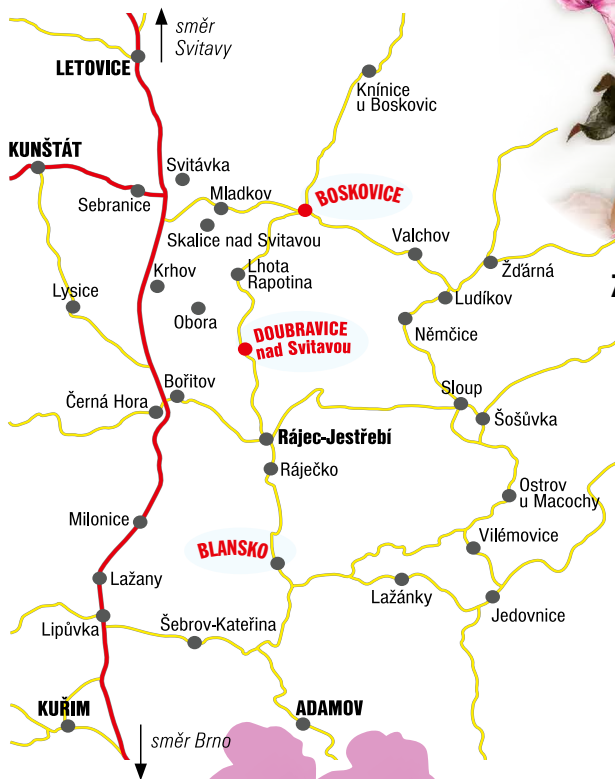 směr
Svitavy
LETOVICE
Knínice
u Boskovic
KUNŠTÁT
Svitávka
Sebranice
Mladkov
BOSKOVICE
Skalice nad Svitavou
Valchov
Žďárná
Krhov
Lhota
Rapotina
Lysice
Ludíkov
Obora
Němčice
DOUBRAVICE
nad Svitavou
Bořitov
Sloup
Černá Hora
Šošůvka
Rájec-Jestřebí
Ráječko
Ostrov
u Macochy
Milonice
Vilémovice
BLANSKO
Lažany
Lažánky
Jedovnice
Lipůvka
Šebrov-Kateřina
KUŘIM
ADAMOV
směr Brno